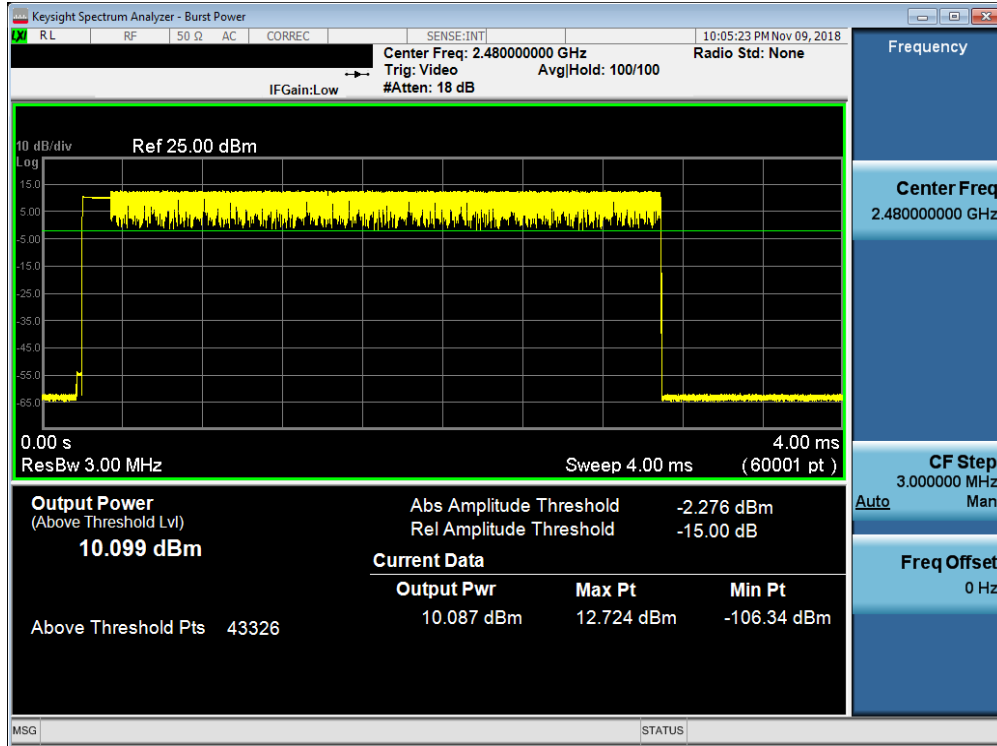 Keysight Spectrum Analyzer - Burst Power
LXI RL RF 50 Ω AC CORREC SENSE:INT 10:05:23 PM Nov 09, 2018
Center Freq: 2.480000000 GHz Radio Std: None
Trig: Video Avg|Hold: 100/100
IFGain:Low #Atten: 18 dB
10 dB/div Ref 25.00 dBm
Log
15.0
5.00
-5.00
-15.0
-25.0
-35.0
-45.0
-55.0
-65.0
0.00 s 4.00 ms
ResBw 3.00 MHz Sweep 4.00 ms (60001 pt)
Output Power
(Above Threshold Lvl)
10.099 dBm
Above Threshold Pts 43326
Abs Amplitude Threshold -2.276 dBm
Rel Amplitude Threshold -15.00 dB
Current Data
Output Pwr Max Pt Min Pt
10.087 dBm 12.724 dBm -106.34 dBm
Frequency
Center Freq
2.480000000 GHz
CF Step
3.000000 MHz
Auto Man
Freq Offset
0 Hz
MSG STATUS